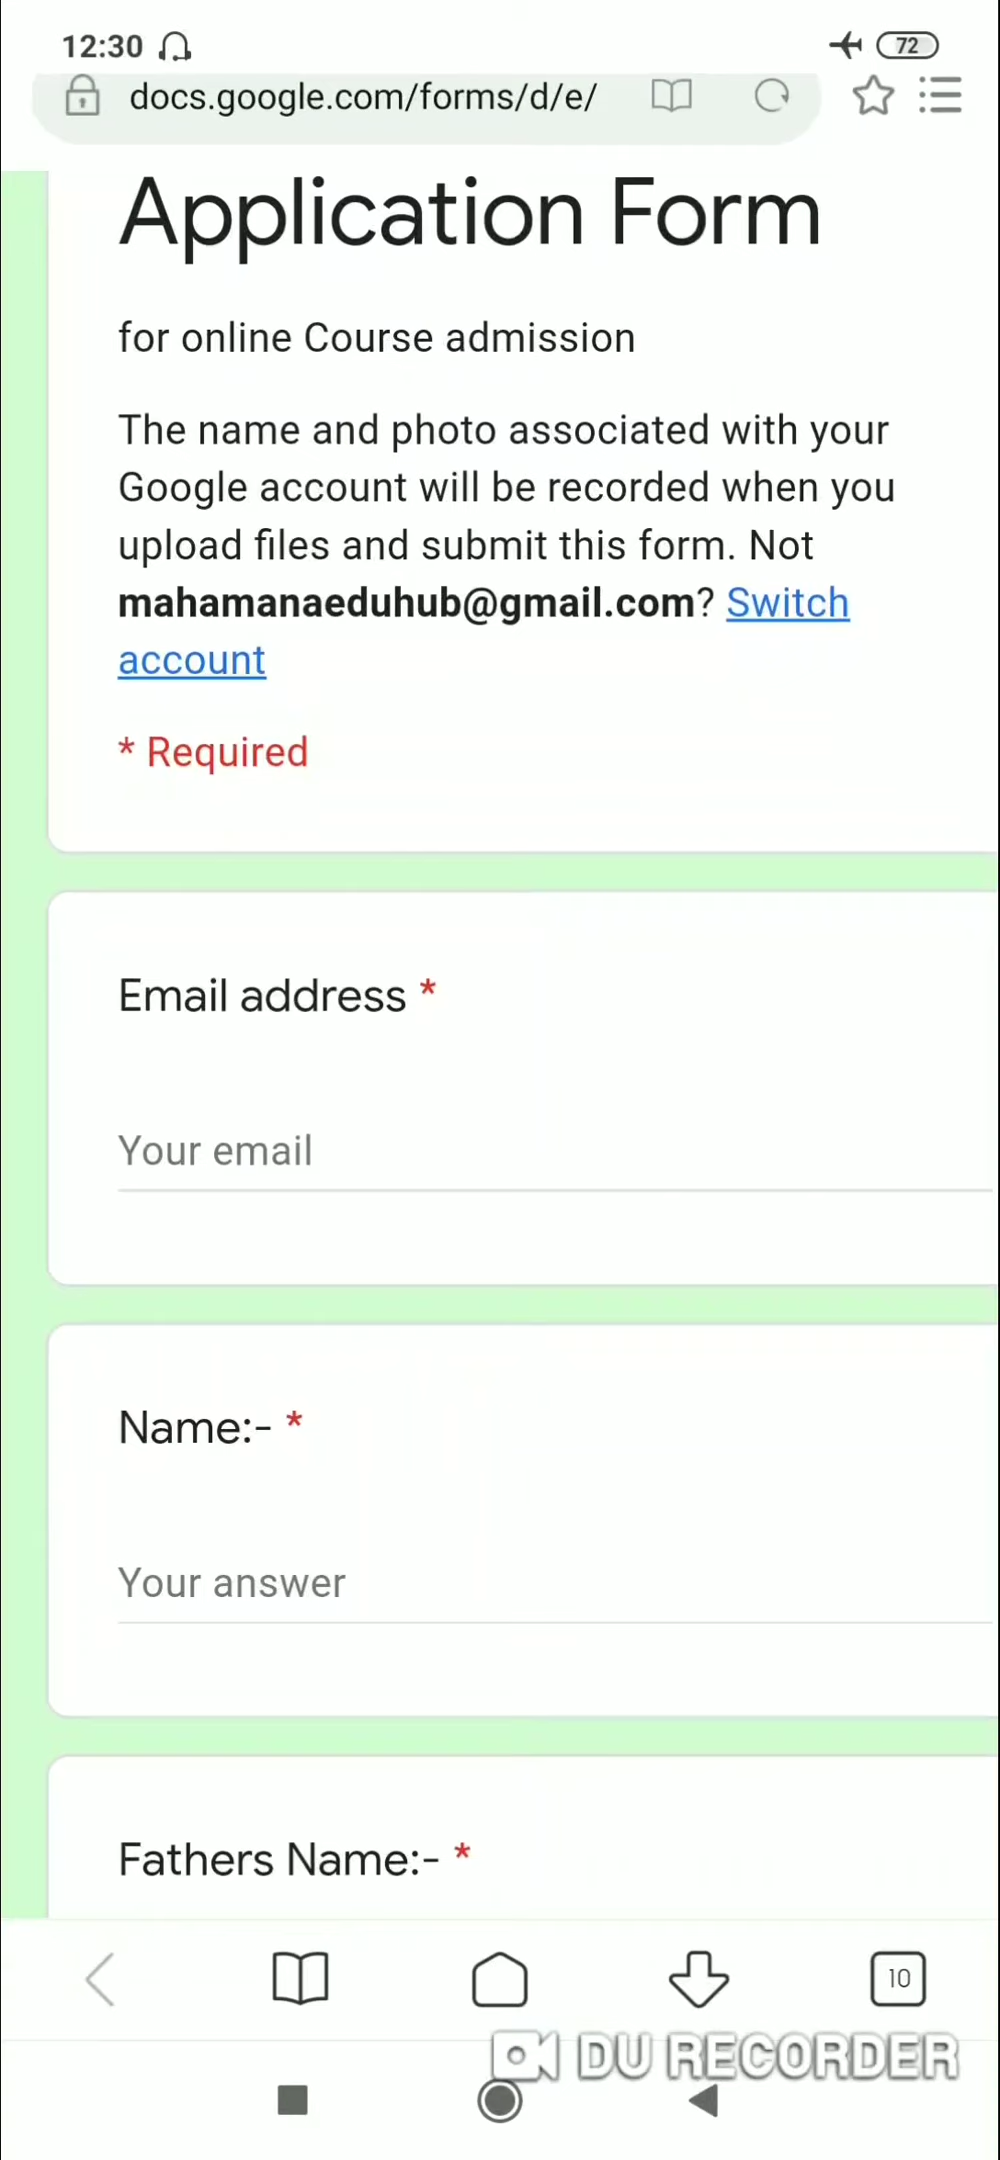 12:30
72
docs.google.com/forms/d/e/
Application Form
for online Course admission
The name and photo associated with your
Google account will be recorded when you
upload files and submit this form. Not
mahamanaeduhub@gmail.com? Switch
account
* Required
Email address *
Your email
Name:- *
Your answer
Fathers Name:- *
10
DU RECORDER